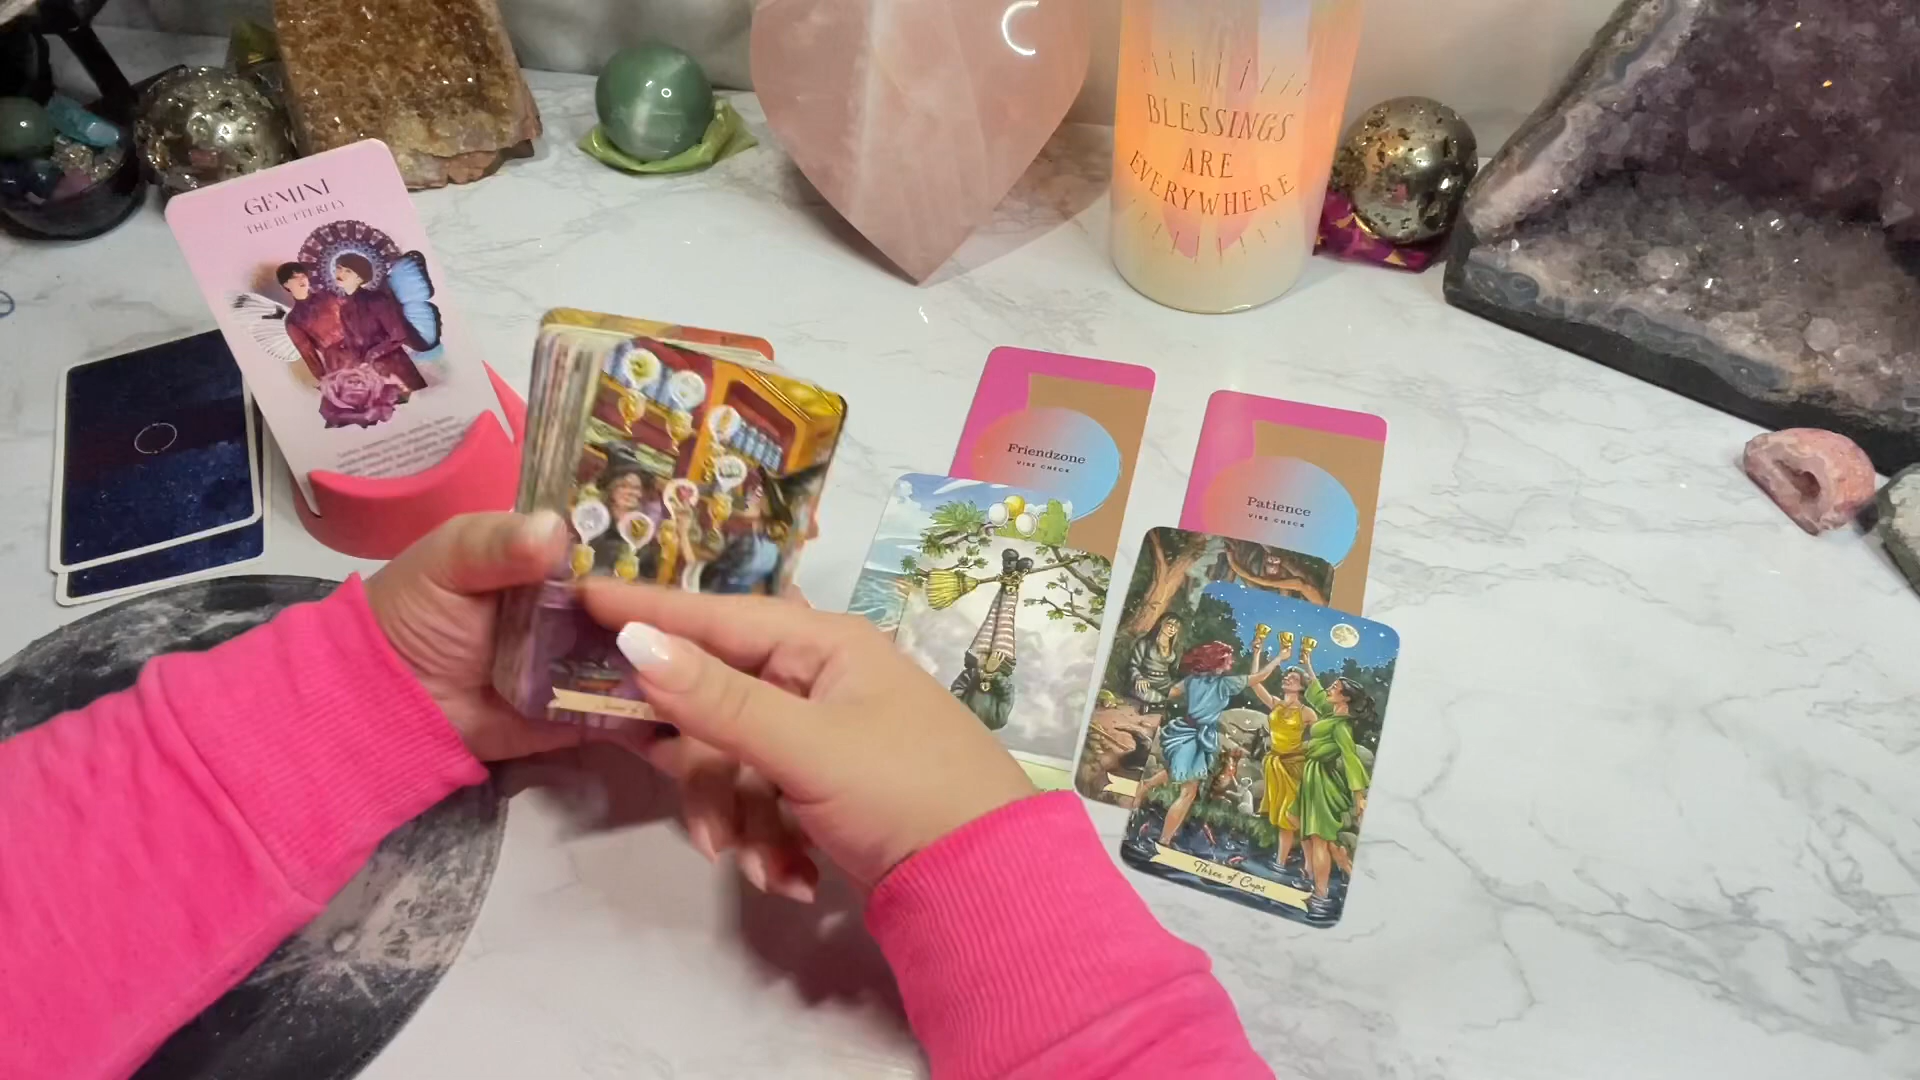 GEMINI
THE BUTTERFLY
BLESSINGS
ARE
EVERYWHERE
Friendzone
VIBE CHECK
Patience
VIBE CHECK
Three of Cups